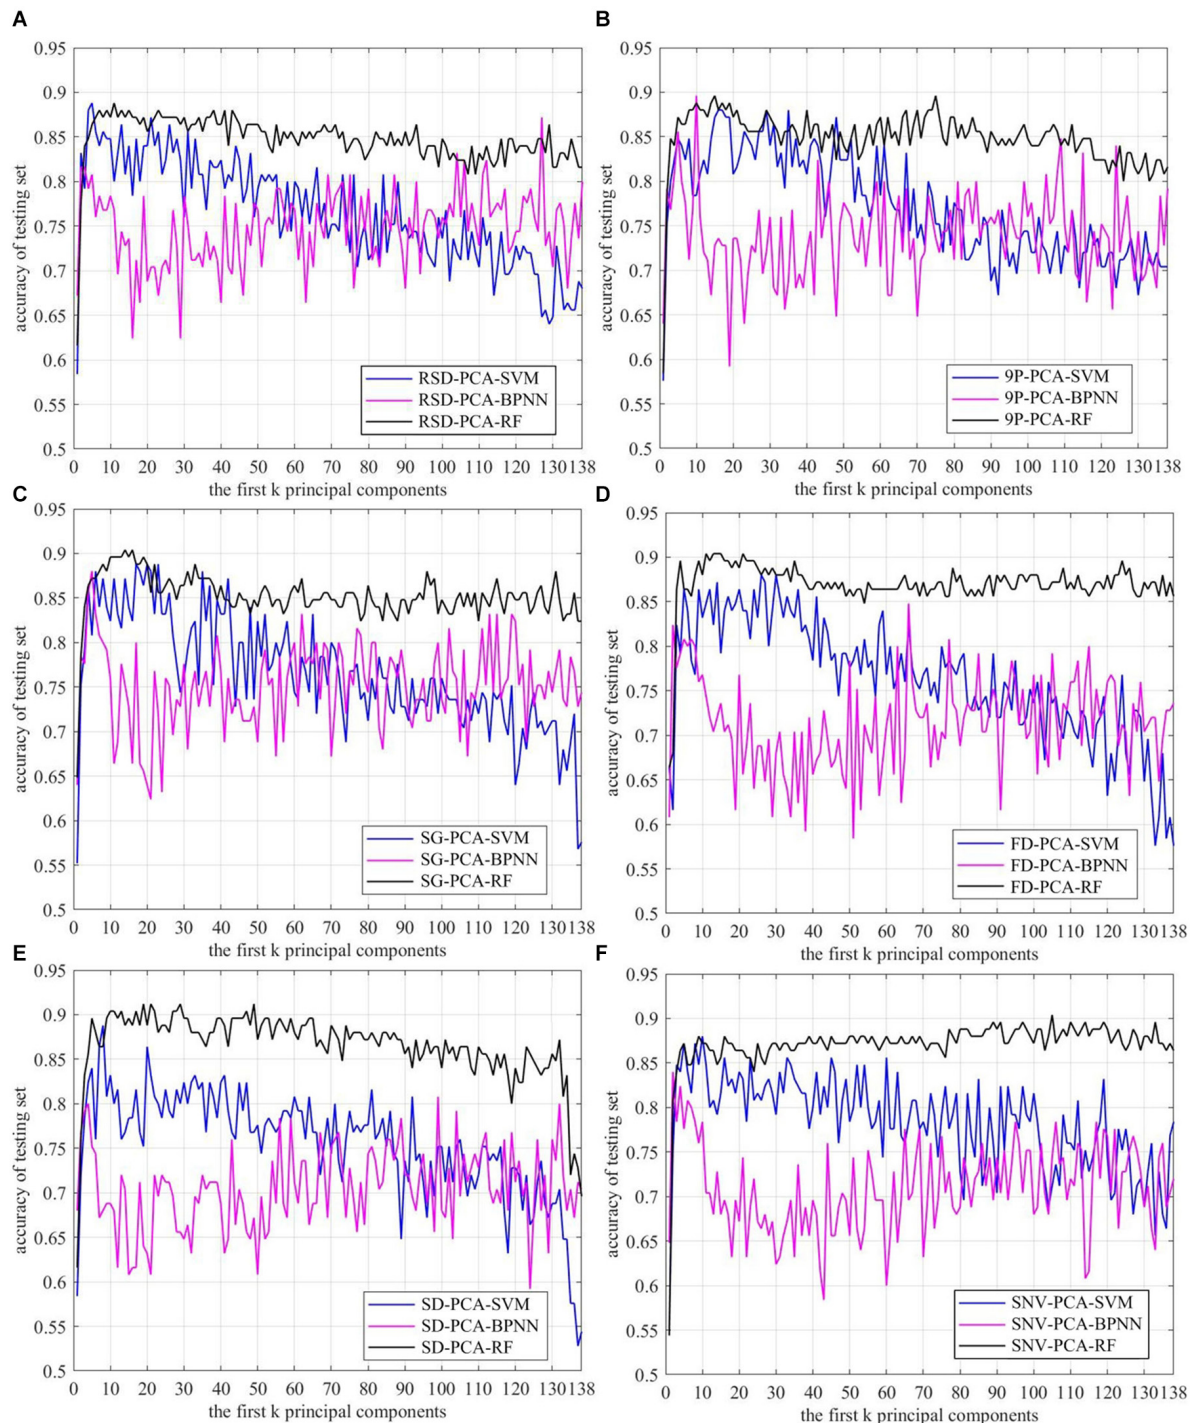 A
0.95
0.9
0.85
0.8
0.75
0.7
0.65
0.6
0.55
0.5
accuracy of testing set
RSD-PCA-SVM
RSD-PCA-BPNN
RSD-PCA-RF
0 10 20 30 40 50 60 70 80 90 100 110 120 130 138
the first k principal components
B
0.95
0.9
0.85
0.8
0.75
0.7
0.65
0.6
0.55
0.5
accuracy of testing set
9P-PCA-SVM
9P-PCA-BPNN
9P-PCA-RF
0 10 20 30 40 50 60 70 80 90 100 110 120 130 138
the first k principal components
C
0.95
0.9
0.85
0.8
0.75
0.7
0.65
0.6
0.55
0.5
accuracy of testing set
SG-PCA-SVM
SG-PCA-BPNN
SG-PCA-RF
0 10 20 30 40 50 60 70 80 90 100 110 120 130 138
the first k principal components
D
0.95
0.9
0.85
0.8
0.75
0.7
0.65
0.6
0.55
0.5
accuracy of testing set
FD-PCA-SVM
FD-PCA-BPNN
FD-PCA-RF
0 10 20 30 40 50 60 70 80 90 100 110 120 130 138
the first k principal components
E
0.95
0.9
0.85
0.8
0.75
0.7
0.65
0.6
0.55
0.5
accuracy of testing set
SD-PCA-SVM
SD-PCA-BPNN
SD-PCA-RF
0 10 20 30 40 50 60 70 80 90 100 110 120 130 138
the first k principal components
F
0.95
0.9
0.85
0.8
0.75
0.7
0.65
0.6
0.55
0.5
accuracy of testing set
SNV-PCA-SVM
SNV-PCA-BPNN
SNV-PCA-RF
0 10 20 30 40 50 60 70 80 90 100 110 120 130 138
the first k principal components